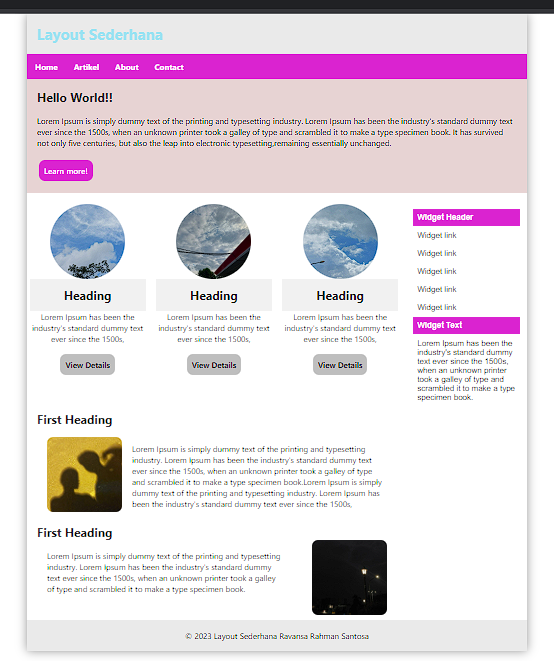 Layout Sederhana
Home Artikel About Contact
Hello World!!
Lorem Ipsum is simply dummy text of the printing and typesetting industry. Lorem Ipsum has been the industry's standard dummy text
ever since the 1500s, when an unknown printer took a galley of type and scrambled it to make a type specimen book. It has survived
not only five centuries, but also the leap into electronic typesetting,remaining essentially unchanged.
Learn more!
Heading
Lorem Ipsum has been the
industry's standard dummy text
ever since the 1500s,
View Details
Heading
Lorem Ipsum has been the
industry's standard dummy text
ever since the 1500s,
View Details
Heading
Lorem Ipsum has been the
industry's standard dummy text
ever since the 1500s,
View Details
Widget Header
Widget link
Widget link
Widget link
Widget link
Widget link
Widget Text
Lorem Ipsum has been the
industry's standard dummy text
ever since the 1500s,
when an unknown printer
took a galley of type and
scrambled it to make a type
specimen book.
First Heading
Lorem Ipsum is simply dummy text of the printing and typesetting
industry. Lorem Ipsum has been the industry's standard dummy text
ever since the 1500s, when an unknown printer took a galley of type
and scrambled it to make a type specimen book.Lorem Ipsum is simply
dummy text of the printing and typesetting industry. Lorem Ipsum has
been the industry's standard dummy text ever since the 1500s,
First Heading
Lorem Ipsum is simply dummy text of the printing and typesetting
industry. Lorem Ipsum has been the industry's standard dummy text
ever since the 1500s, when an unknown printer took a galley
of type and scrambled it to make a type specimen book.
© 2023 Layout Sederhana Ravansa Rahman Santosa